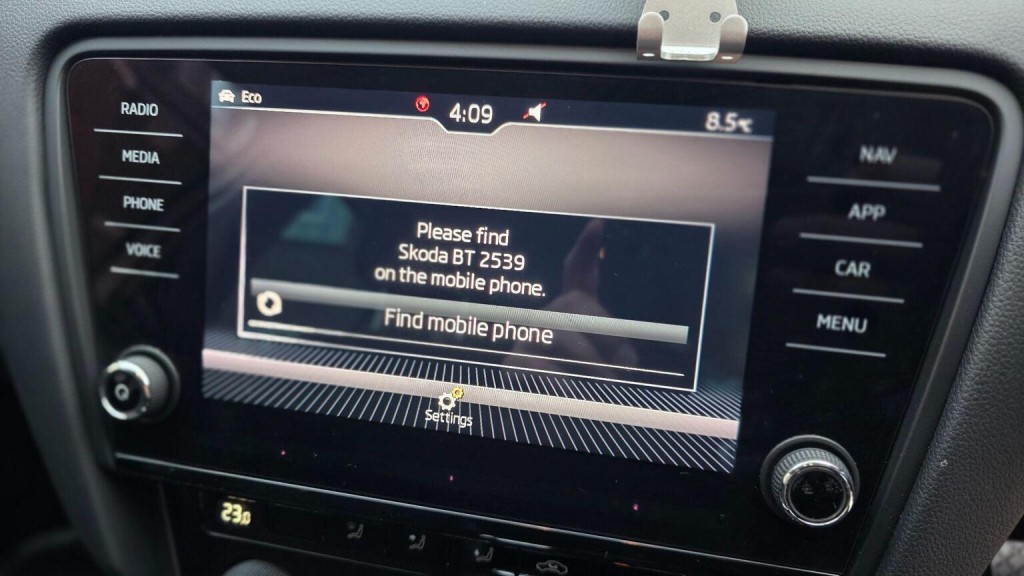 Eco
4:09
8.5°C
RADIO
MEDIA
PHONE
VOICE
NAV
APP
CAR
MENU
Please find
Skoda BT 2539
on the mobile phone.
Find mobile phone
Settings
23.0